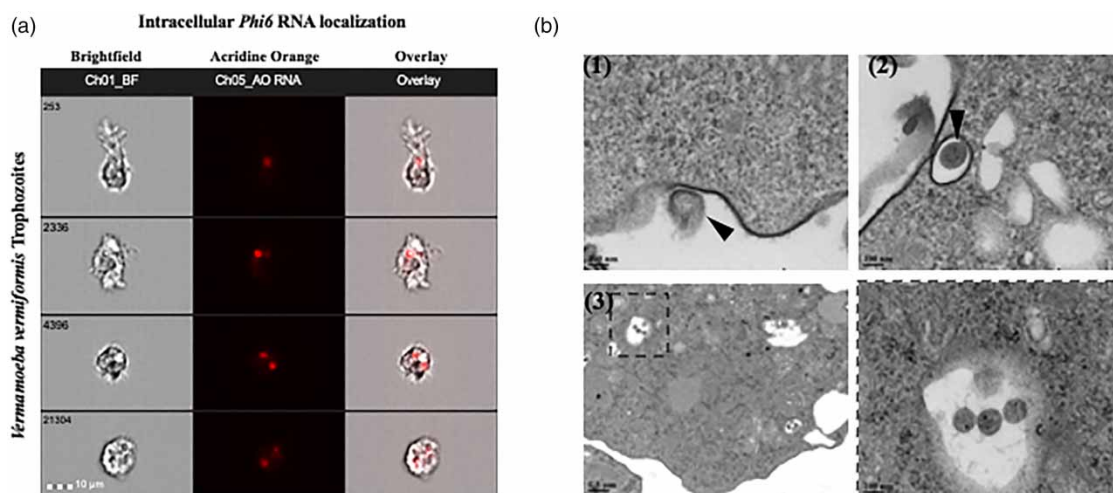 (a)
Intracellular Phi6 RNA localization
Brightfield Acridine Orange Overlay
Ch01_BF Ch05_AO RNA Overlay
Vermamoeba vermiformis Trophozoites
253
2336
4396
21304
10 µm
(b)
(1)
(2)
(3)